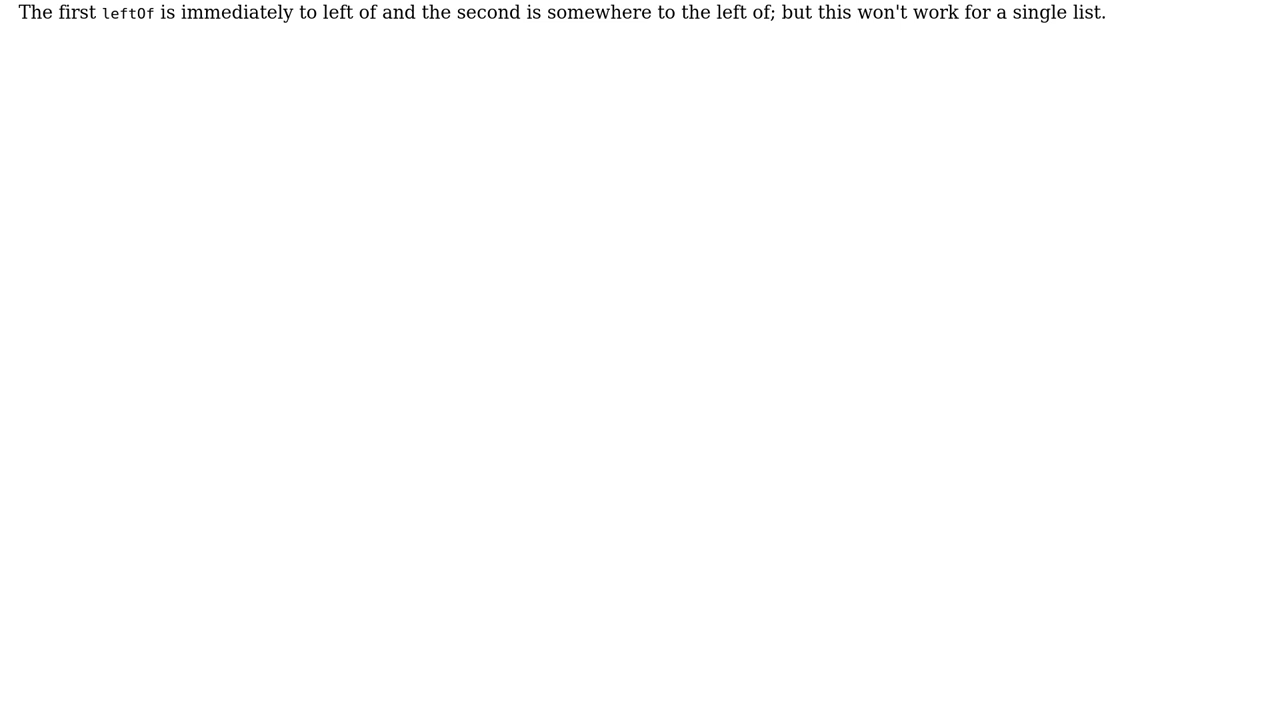 The first leftOf is immediately to left of and the second is somewhere to the left of; but this won't work for a single list.